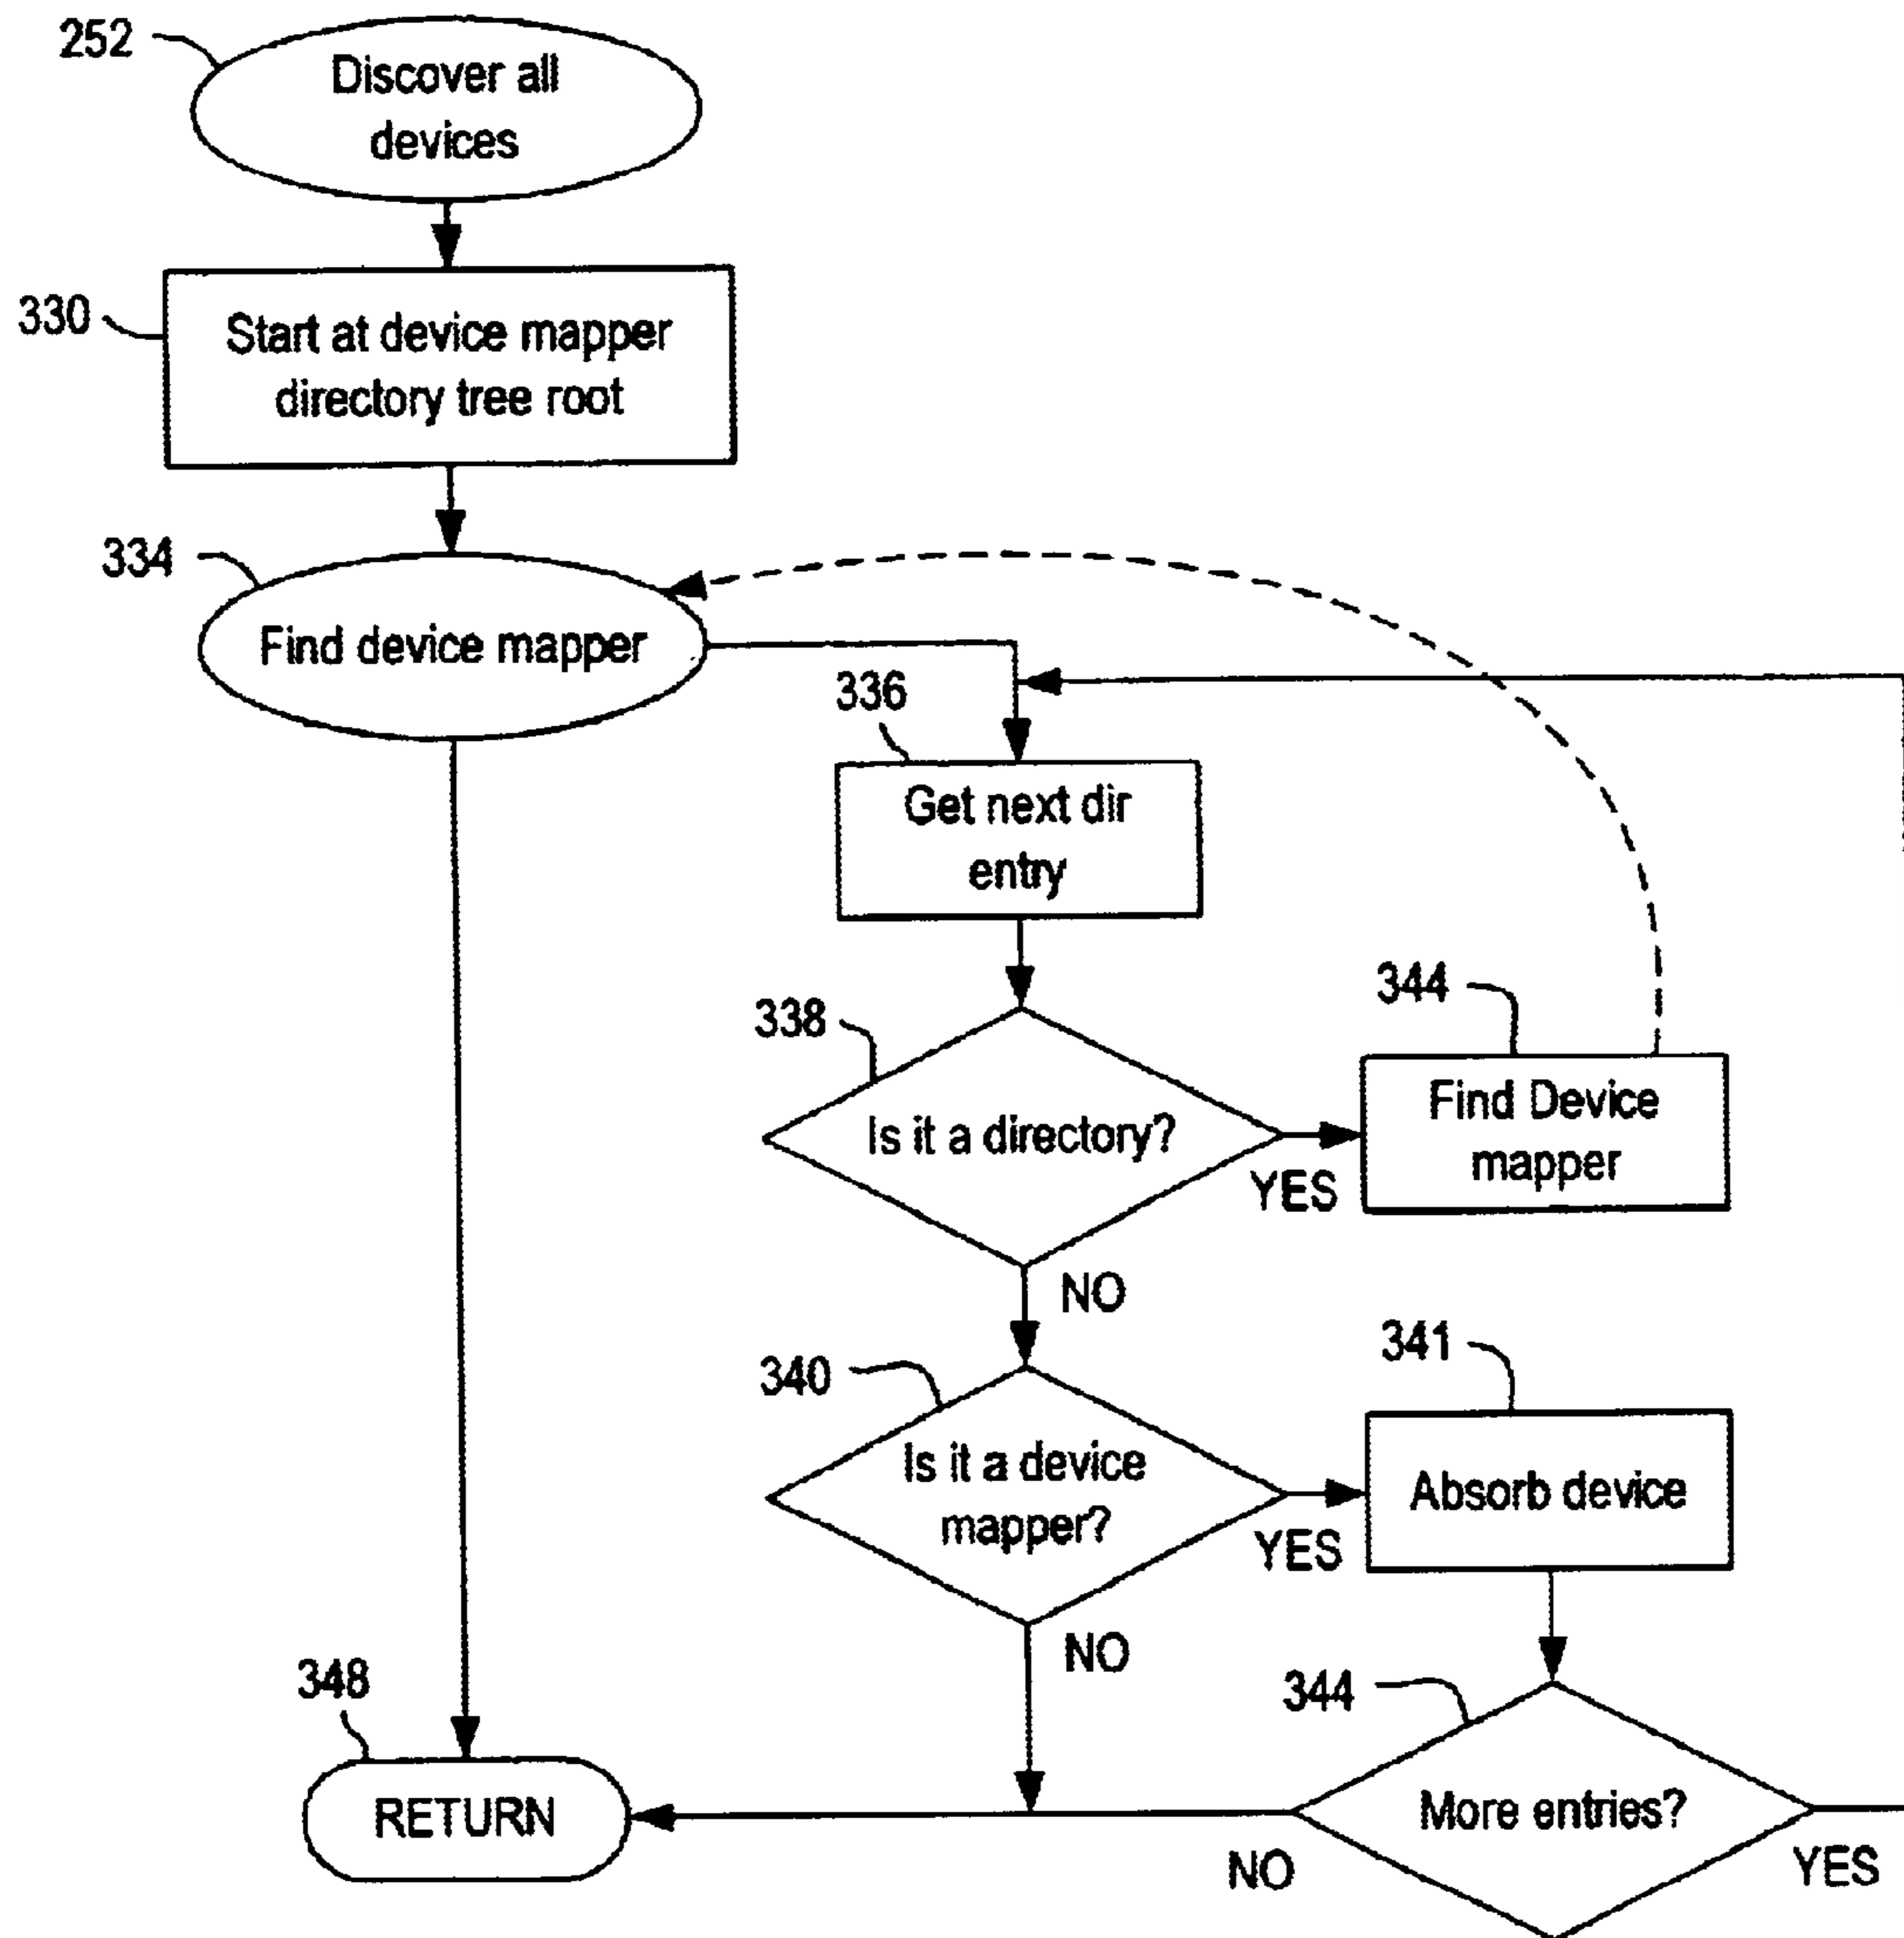 252
Discover all
devices
330
Start at device mapper
directory tree root
334
Find device mapper
336
Get next dir
entry
338
Is it a directory?
YES
344
Find Device
mapper
NO
340
Is it a device
mapper?
YES
341
Absorb device
NO
348
RETURN
344
More entries?
NO
YES